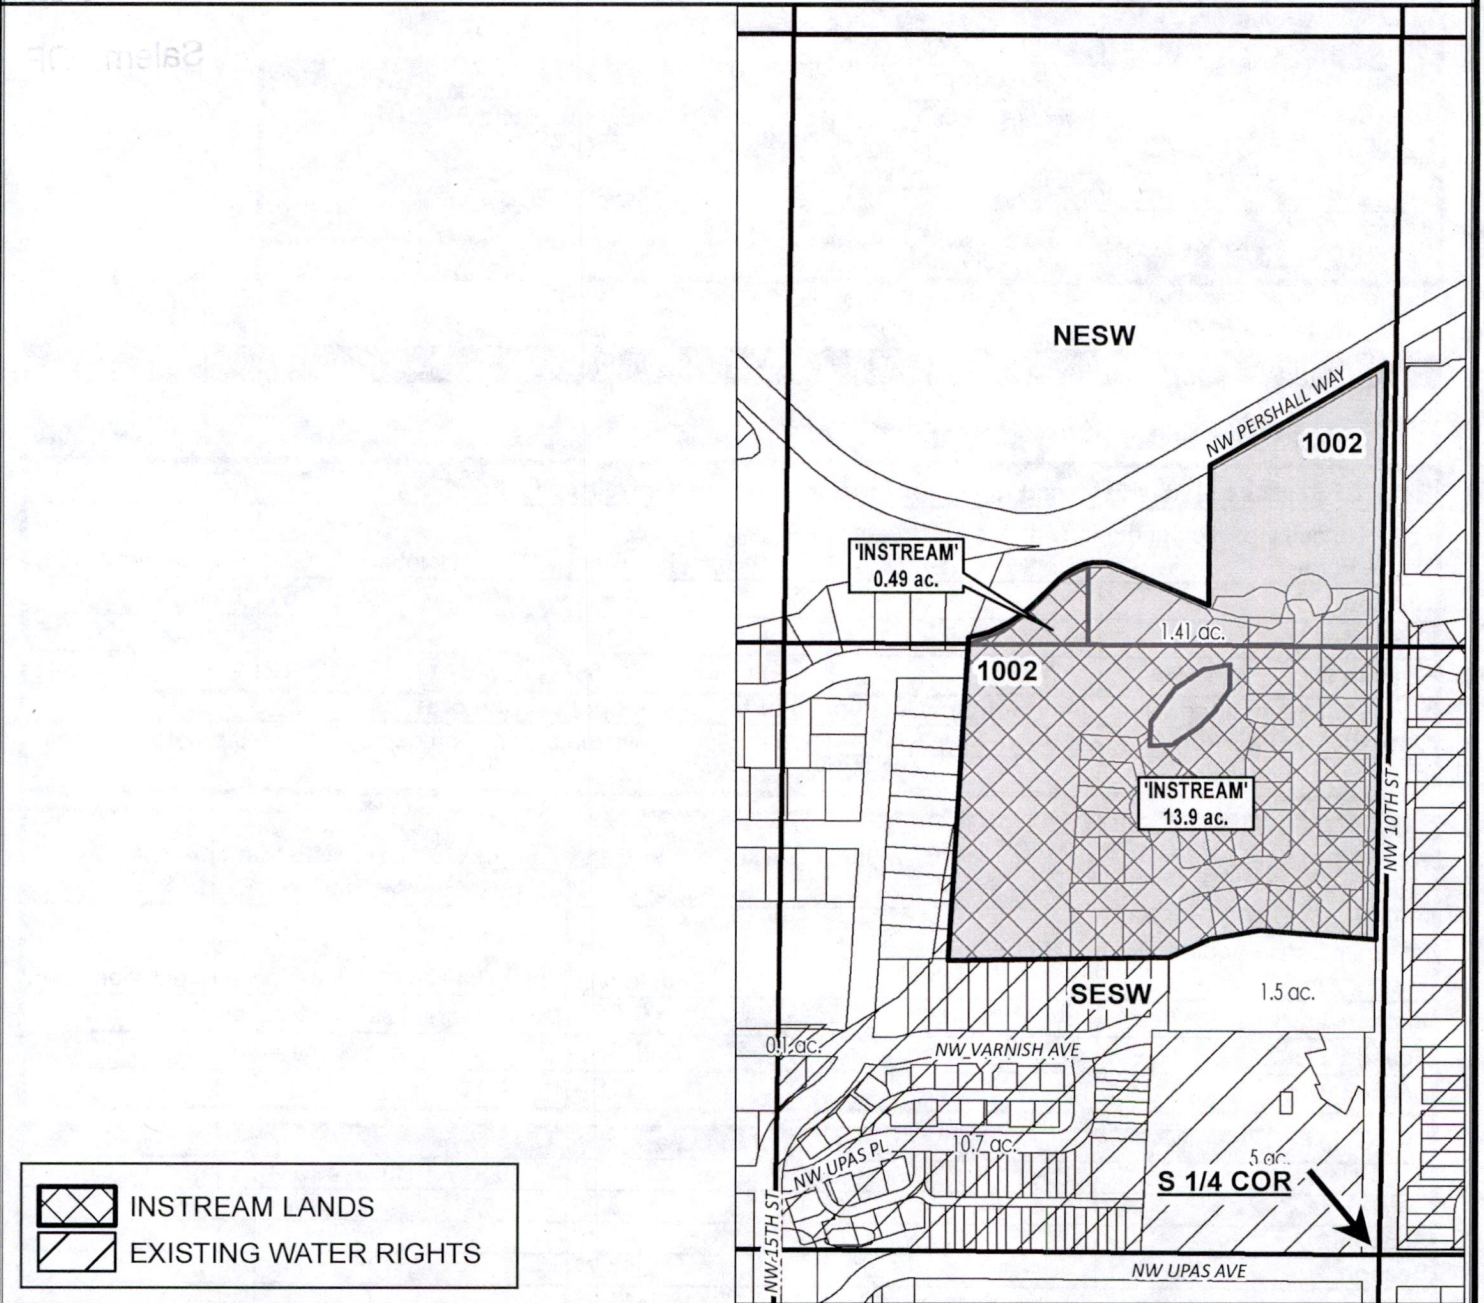 NESW
NW PERSHALL WAY
1002
'INSTREAM'
0.49 ac.
1.41 ac.
1002
'INSTREAM'
13.9 ac.
NW 10TH ST
SESW
1.5 ac.
0.1 ac.
NW VARNISH AVE
10.7 ac.
NW UPAS PL
5 ac.
S 1/4 COR
NW 15TH ST
NW UPAS AVE
INSTREAM LANDS
EXISTING WATER RIGHTS